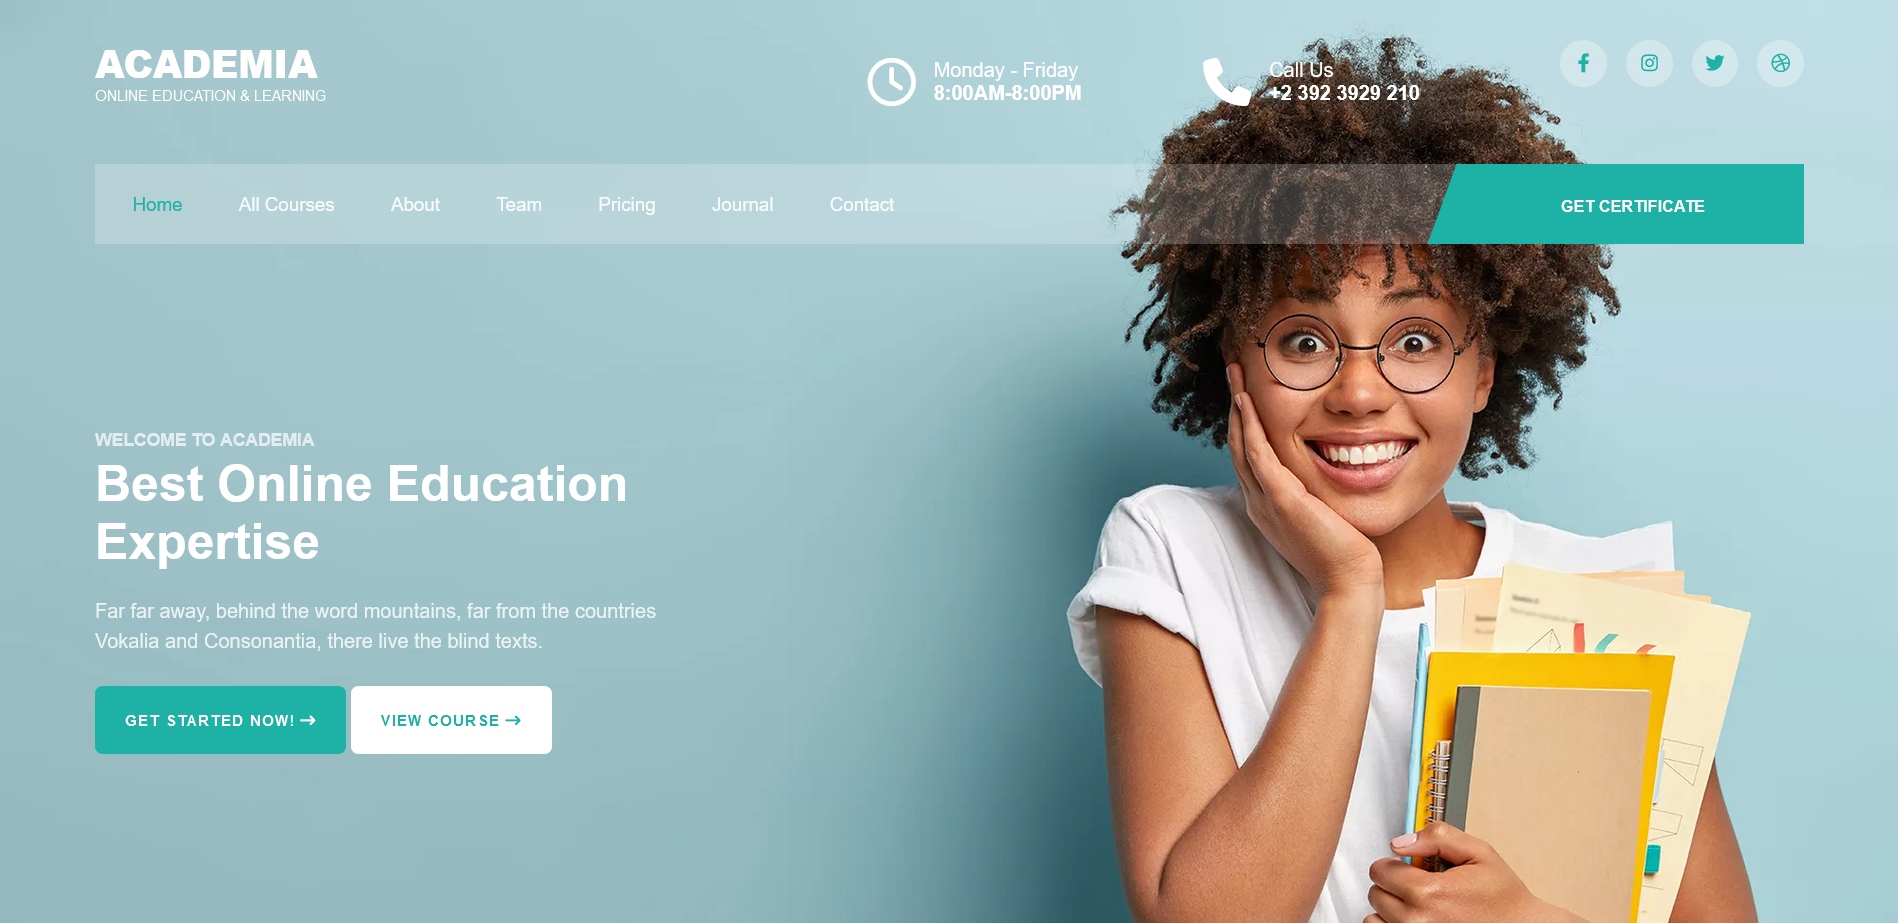 ACADEMIA
ONLINE EDUCATION & LEARNING
Monday - Friday
8:00AM-8:00PM
Call Us
+2 392 3929 210
Home
All Courses
About
Team
Pricing
Journal
Contact
GET CERTIFICATE
WELCOME TO ACADEMIA
Best Online Education
Expertise
Far far away, behind the word mountains, far from the countries
Vokalia and Consonantia, there live the blind texts.
GET STARTED NOW!
VIEW COURSE